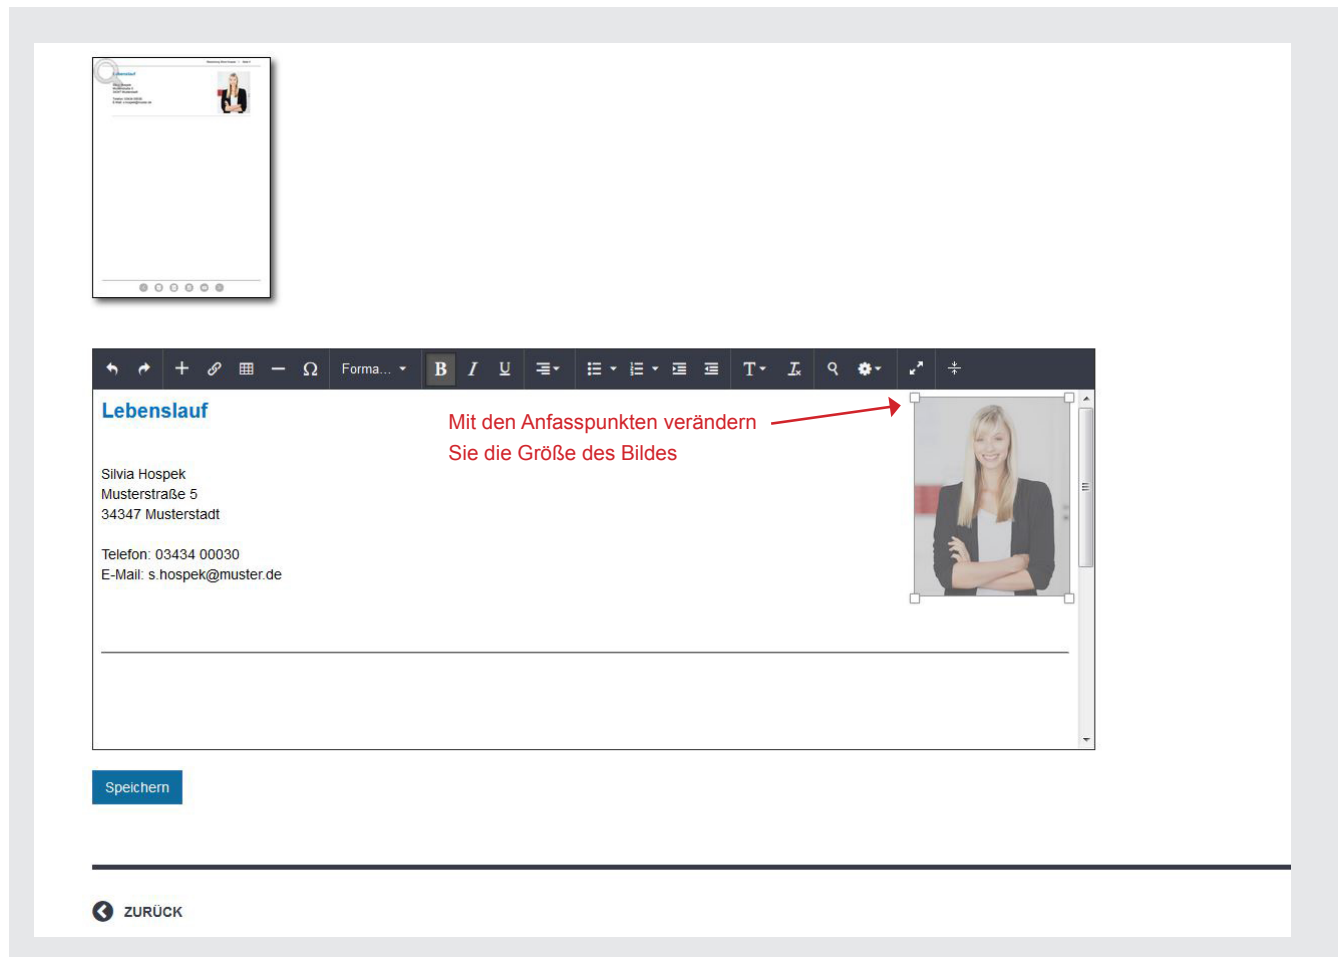 Lebenslauf
Forma...
B I U
Lebenslauf
Mit den Anfasspunkten verändern
Sie die Größe des Bildes
Silvia Hospek
Musterstraße 5
34347 Musterstadt
Telefon: 03434 00030
E-Mail: s.hospek@muster.de
Speichern
ZURÜCK